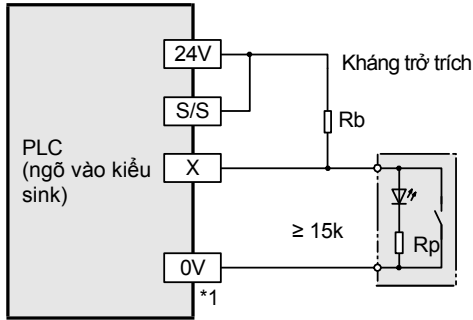 24V
Kháng trở trích
S/S
Rb
PLC
(ngõ vào kiểu
sink)
X
≥ 15k
Rp
0V
*1